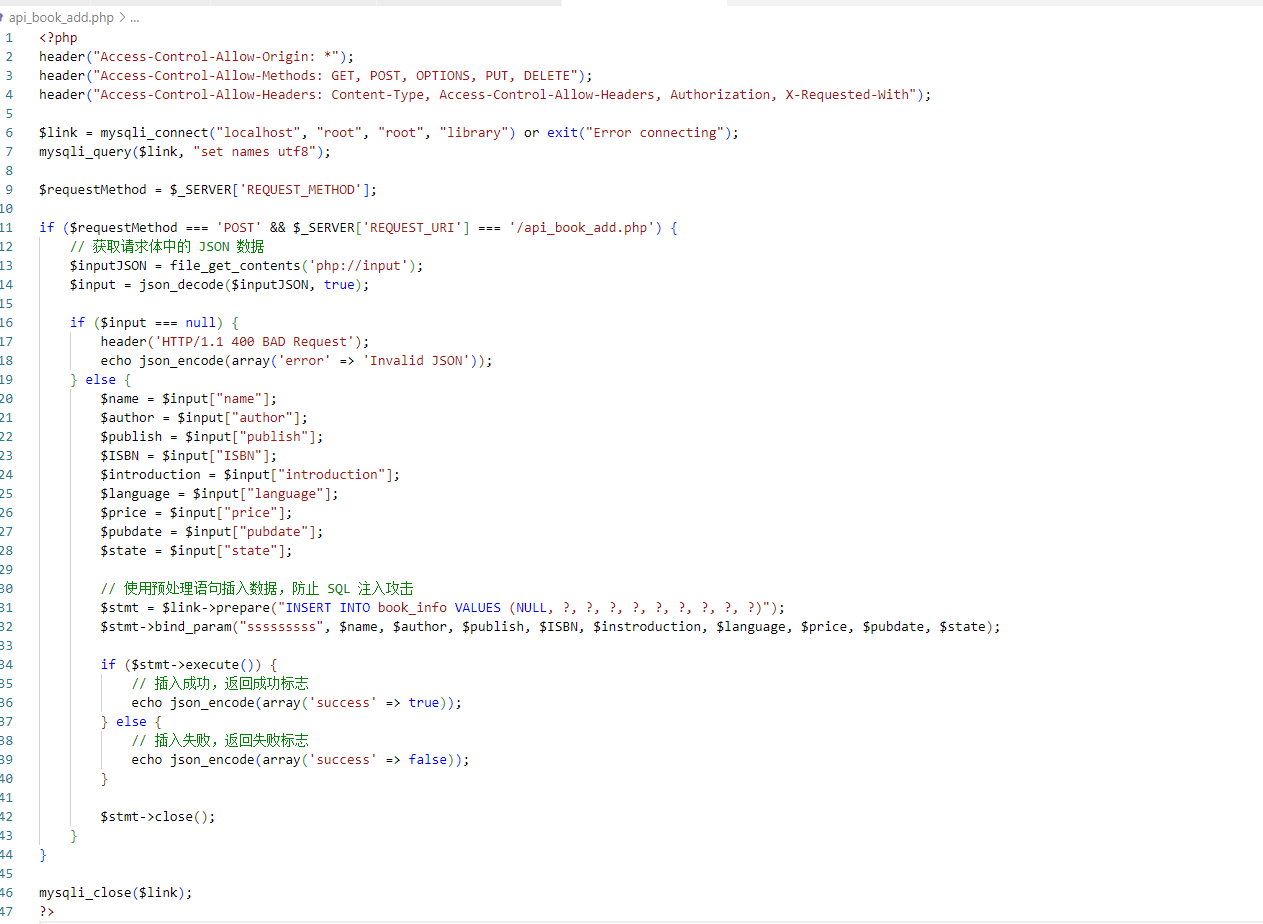 api_book_add.php > ...
1 <?php
2 header("Access-Control-Allow-Origin: *");
3 header("Access-Control-Allow-Methods: GET, POST, OPTIONS, PUT, DELETE");
4 header("Access-Control-Allow-Headers: Content-Type, Access-Control-Allow-Headers, Authorization, X-Requested-With");
5
6 $link = mysqli_connect("localhost", "root", "root", "library") or exit("Error connecting");
7 mysqli_query($link, "set names utf8");
8
9 $requestMethod = $_SERVER['REQUEST_METHOD'];
10
11 if ($requestMethod === 'POST' && $_SERVER['REQUEST_URI'] === '/api_book_add.php') {
12     // 获取请求体中的 JSON 数据
13     $inputJSON = file_get_contents('php://input');
14     $input = json_decode($inputJSON, true);
15
16     if ($input === null) {
17         header('HTTP/1.1 400 BAD Request');
18         echo json_encode(array('error' => 'Invalid JSON'));
19     } else {
20         $name = $input["name"];
21         $author = $input["author"];
22         $publish = $input["publish"];
23         $ISBN = $input["ISBN"];
24         $introduction = $input["introduction"];
25         $language = $input["language"];
26         $price = $input["price"];
27         $pubdate = $input["pubdate"];
28         $state = $input["state"];
29
30         // 使用预处理语句插入数据，防止 SQL 注入攻击
31         $stmt = $link->prepare("INSERT INTO book_info VALUES (NULL, ?, ?, ?, ?, ?, ?, ?, ?, ?)");
32         $stmt->bind_param("sssssssss", $name, $author, $publish, $ISBN, $instroduction, $language, $price, $pubdate, $state);
33
34         if ($stmt->execute()) {
35             // 插入成功，返回成功标志
36             echo json_encode(array('success' => true));
37         } else {
38             // 插入失败，返回失败标志
39             echo json_encode(array('success' => false));
40         }
41
42         $stmt->close();
43     }
44 }
45
46 mysqli_close($link);
47 ?>